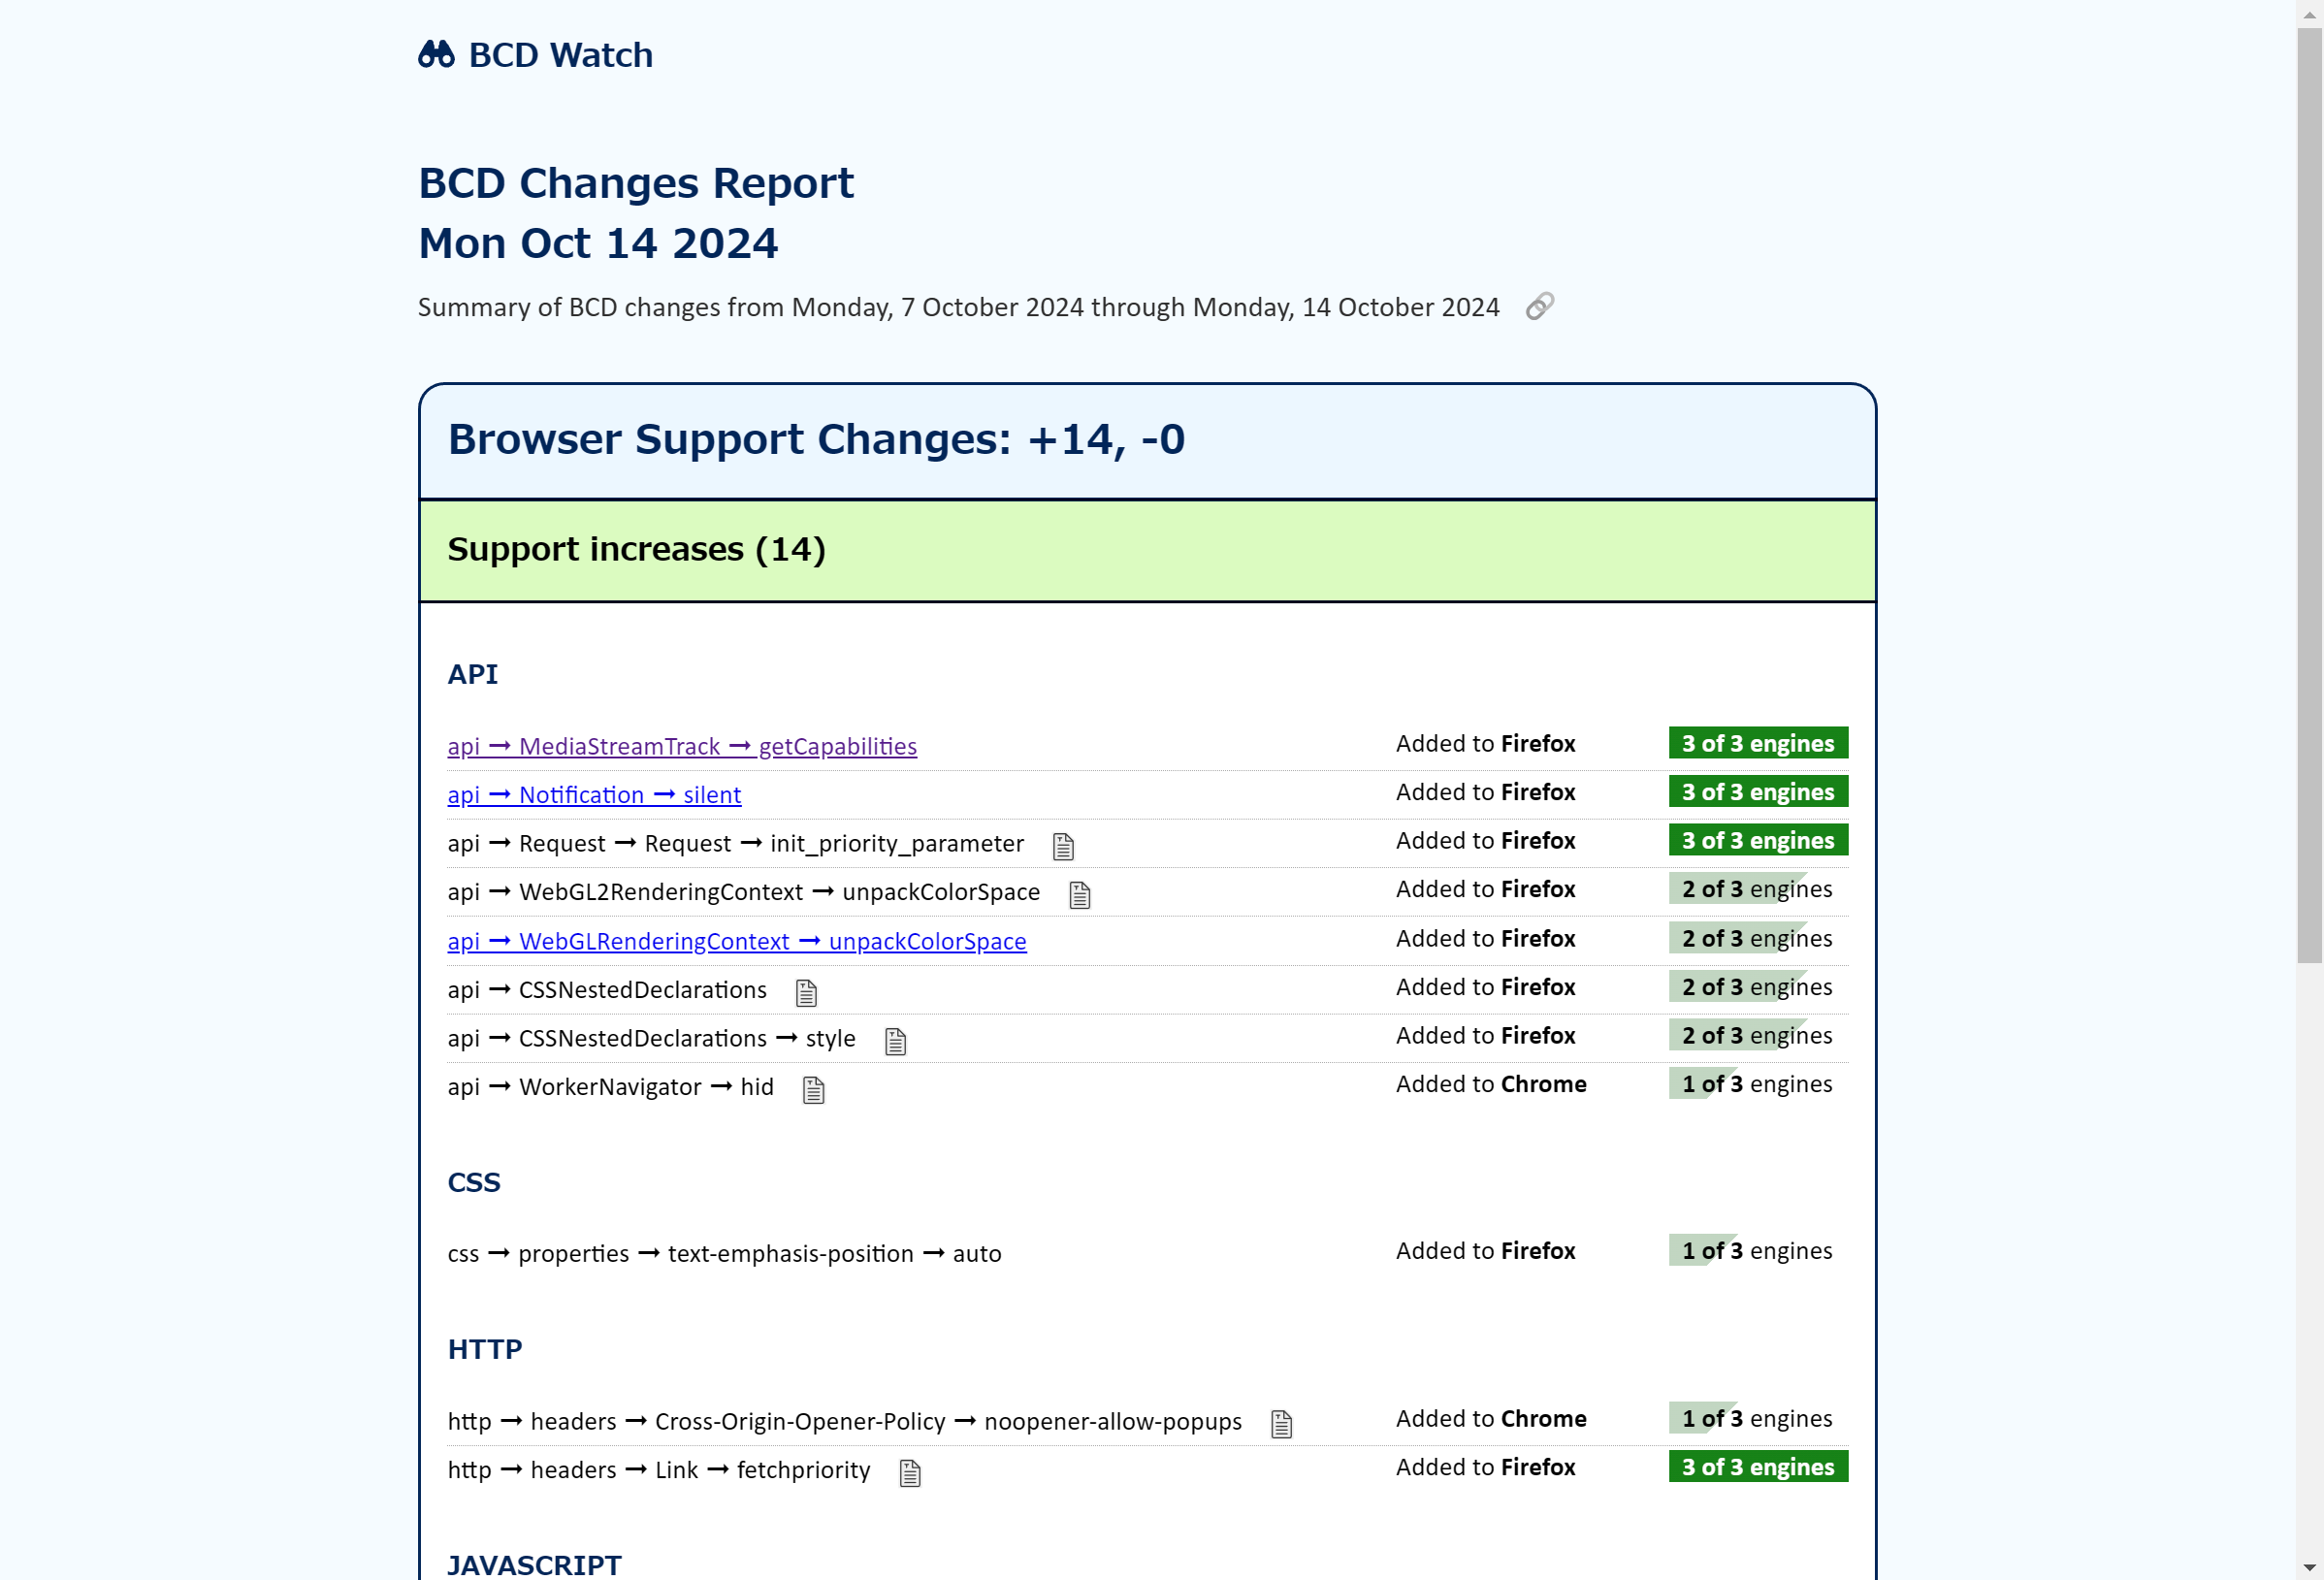 BCD Watch
BCD Changes Report
Mon Oct 14 2024
Summary of BCD changes from Monday, 7 October 2024 through Monday, 14 October 2024
Browser Support Changes: +14, -0
Support increases (14)
API
api → MediaStreamTrack → getCapabilities Added to Firefox 3 of 3 engines
api → Notification → silent Added to Firefox 3 of 3 engines
api → Request → Request → init_priority_parameter Added to Firefox 3 of 3 engines
api → WebGL2RenderingContext → unpackColorSpace Added to Firefox 2 of 3 engines
api → WebGLRenderingContext → unpackColorSpace Added to Firefox 2 of 3 engines
api → CSSNestedDeclarations Added to Firefox 2 of 3 engines
api → CSSNestedDeclarations → style Added to Firefox 2 of 3 engines
api → WorkerNavigator → hid Added to Chrome 1 of 3 engines
CSS
css → properties → text-emphasis-position → auto Added to Firefox 1 of 3 engines
HTTP
http → headers → Cross-Origin-Opener-Policy → noopener-allow-popups Added to Chrome 1 of 3 engines
http → headers → Link → fetchpriority Added to Firefox 3 of 3 engines
JAVASCRIPT